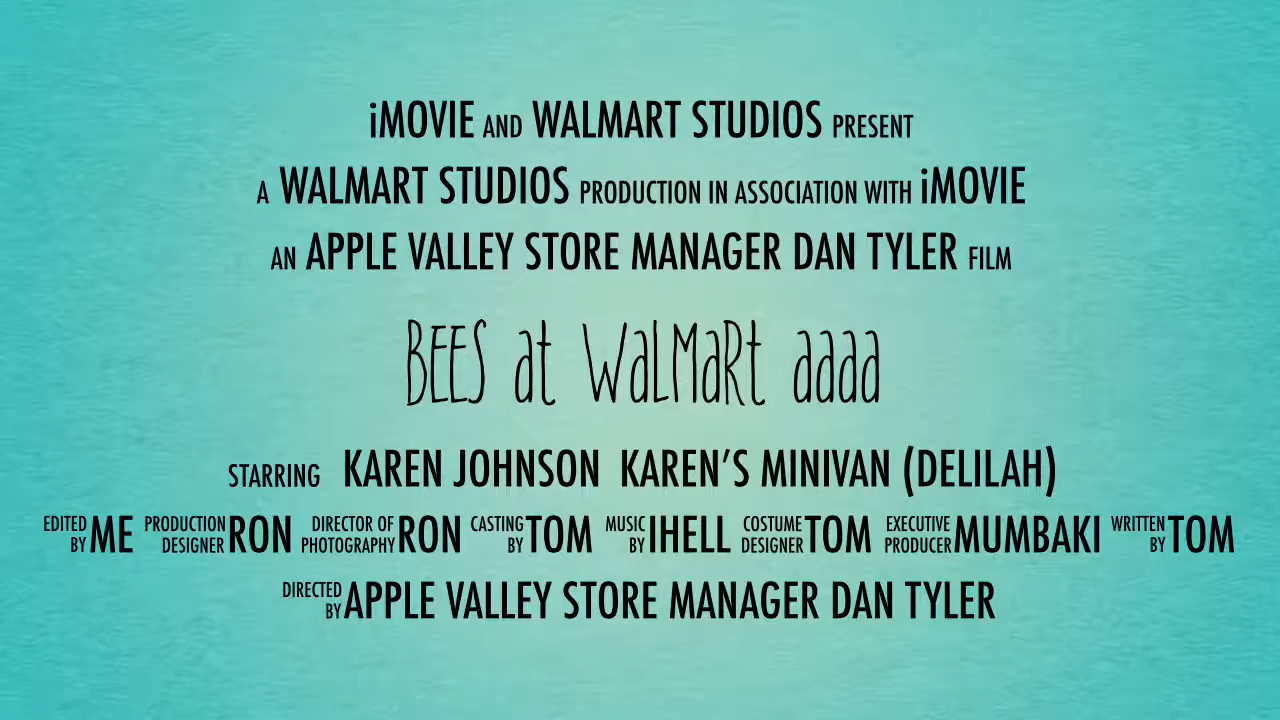 iMOVIE AND WALMART STUDIOS PRESENT
A WALMART STUDIOS PRODUCTION IN ASSOCIATION WITH iMOVIE
AN APPLE VALLEY STORE MANAGER DAN TYLER FILM
BEES at WaLMaRt aaaa
STARRING KAREN JOHNSON KAREN'S MINIVAN (DELILAH)
EDITED BY ME PRODUCTION DESIGNER RON DIRECTOR OF PHOTOGRAPHY RON CASTING BY TOM MUSIC BY IHELL COSTUME DESIGNER TOM EXECUTIVE PRODUCER MUMBAKI WRITTEN BY TOM
DIRECTED BY APPLE VALLEY STORE MANAGER DAN TYLER